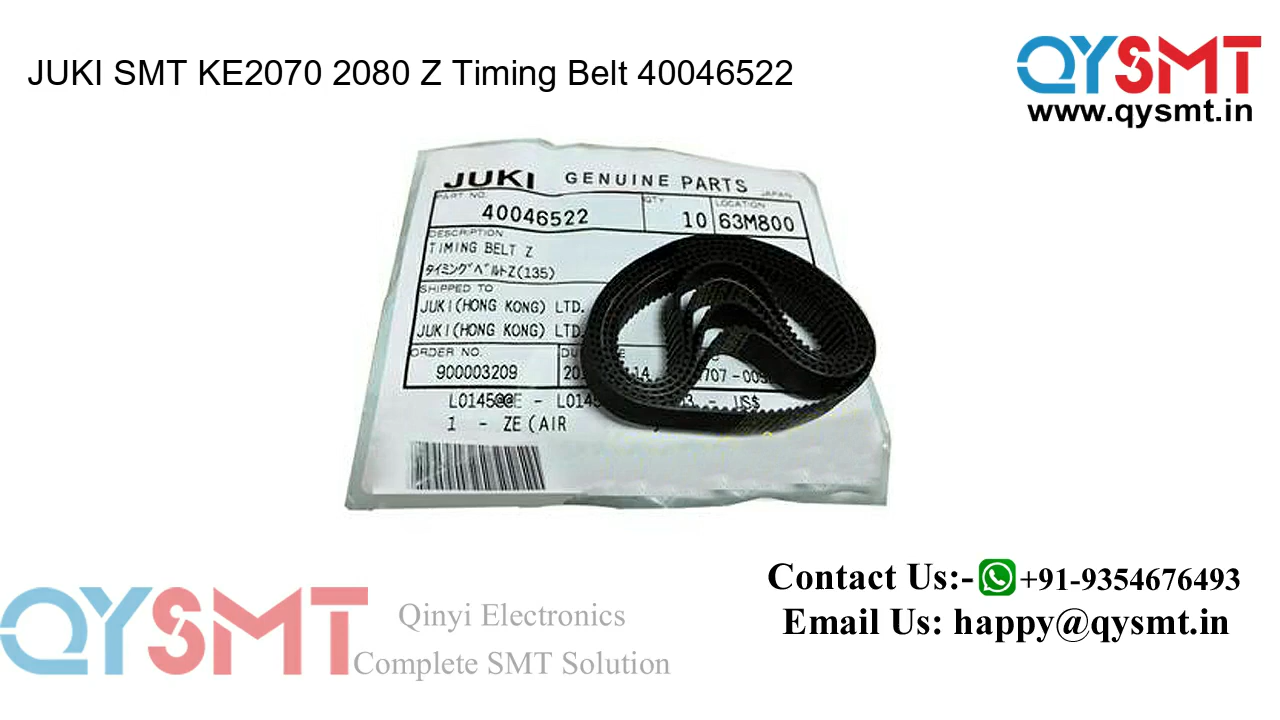 JUKI SMT KE2070 2080 Z Timing Belt 40046522
QYSMT
www.qysmt.in
JUKI GENUINE PARTS JAPAN
PART NO. QTY LOCATION
40046522 10 63M800
DESCRIPTION
TIMING BELT Z
タイミングベルトZ(135)
SHIPPED TO
JUKI(HONG KONG) LTD.
JUKI(HONG KONG) LTD.
ORDER NO.
900003209
L0145@@E - - US$
1 - ZE(AIR
Contact Us:- +91-9354676493
Email Us: happy@qysmt.in
QYSMT
Qinyi Electronics
Complete SMT Solution